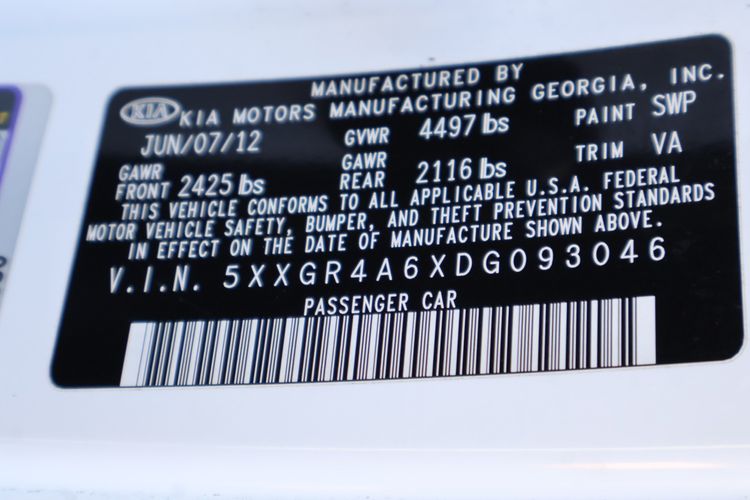 MANUFACTURED BY
KIA KIA MOTORS MANUFACTURING GEORGIA, INC.
JUN/07/12 GVWR 4497 lbs PAINT SWP
GAWR FRONT 2425 lbs GAWR REAR 2116 lbs TRIM VA
THIS VEHICLE CONFORMS TO ALL APPLICABLE U.S.A. FEDERAL
MOTOR VEHICLE SAFETY, BUMPER, AND THEFT PREVENTION STANDARDS
IN EFFECT ON THE DATE OF MANUFACTURE SHOWN ABOVE.
V.I.N. 5XXGR4A6XDG093046
PASSENGER CAR